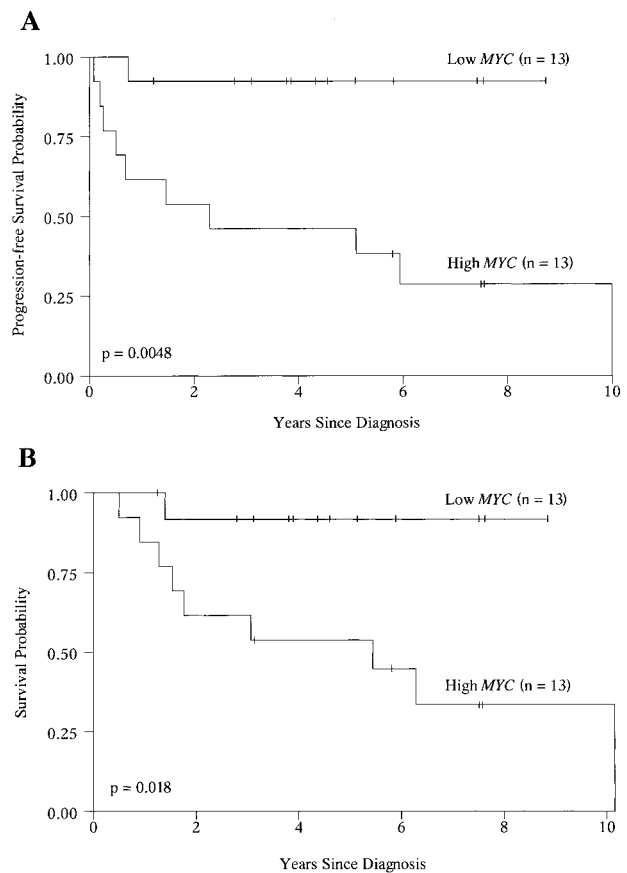 A
Progression-free Survival Probability
1.00
0.75
0.50
0.25
0.00
Low MYC (n = 13)
High MYC (n = 13)
p = 0.0048
0 2 4 6 8 10
Years Since Diagnosis
B
Survival Probability
1.00
0.75
0.50
0.25
0.00
Low MYC (n = 13)
High MYC (n = 13)
p = 0.018
0 2 4 6 8 10
Years Since Diagnosis